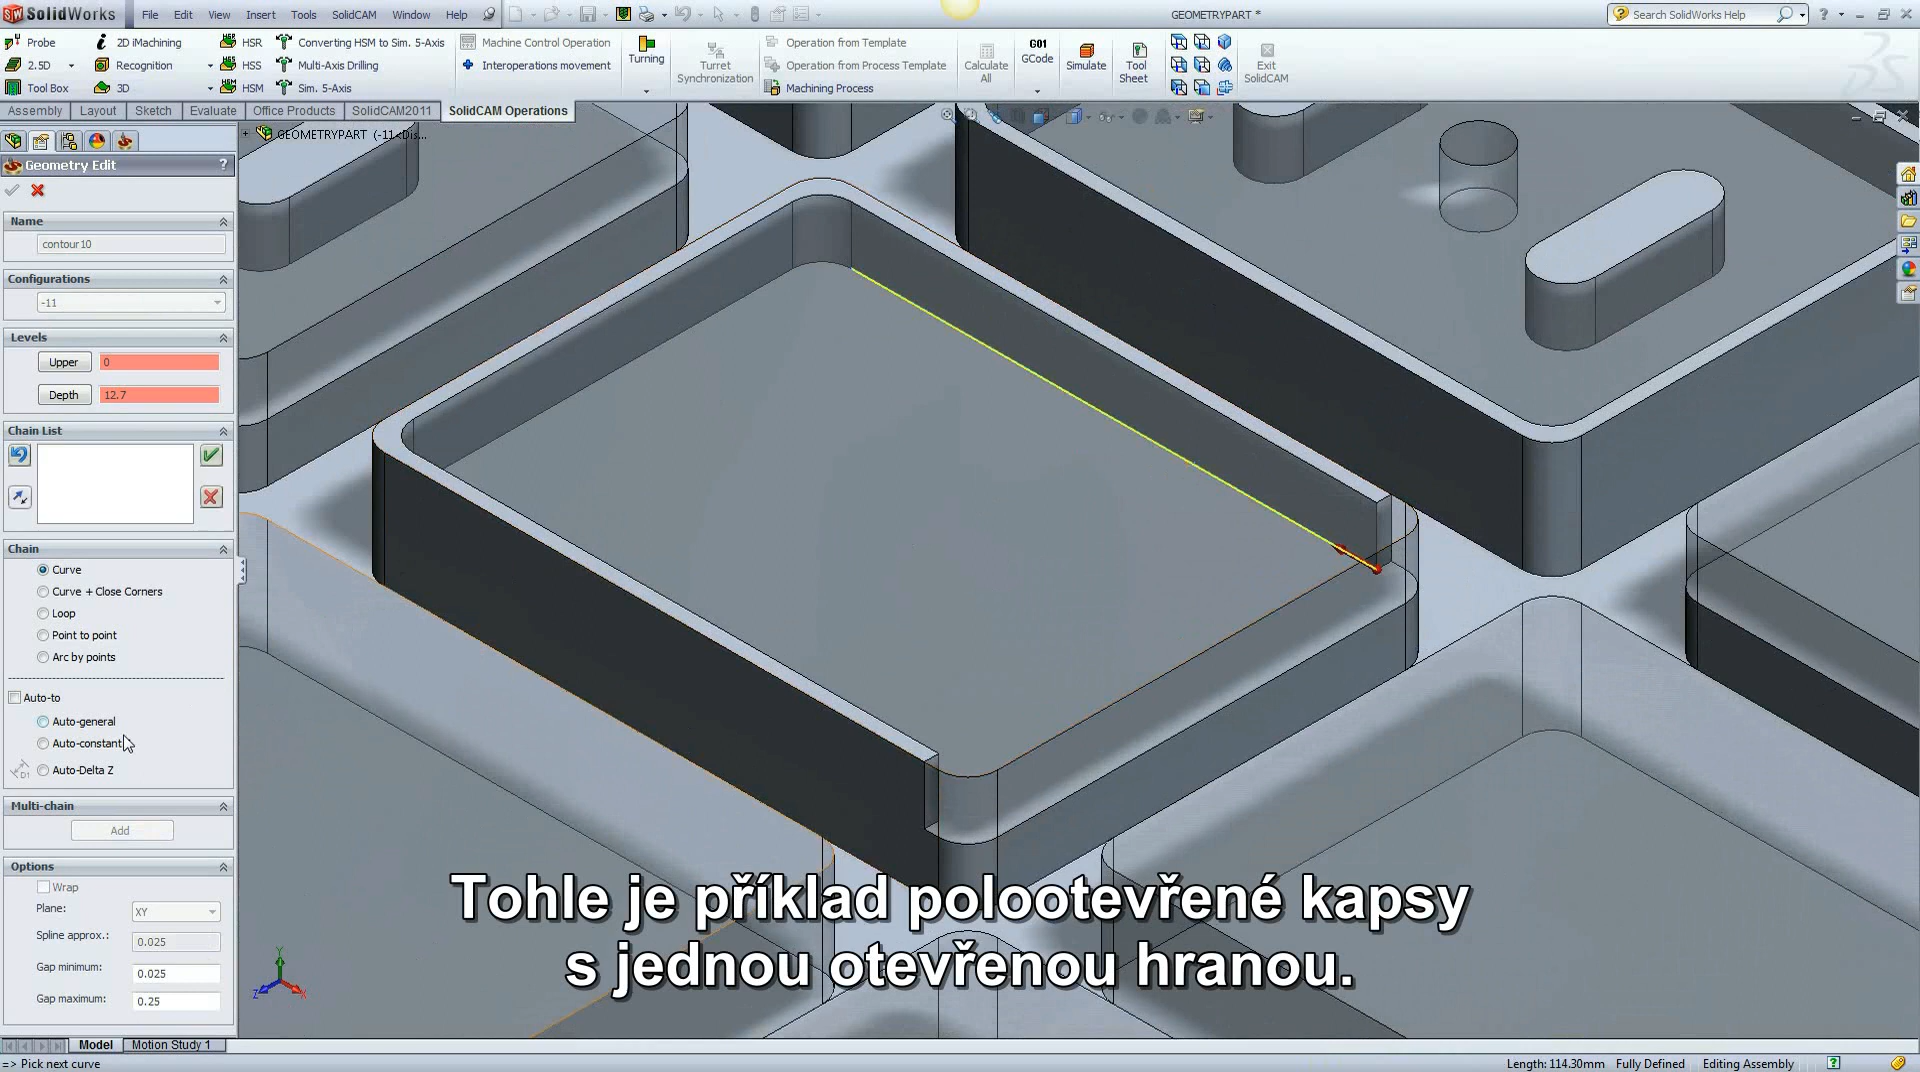 SolidWorks File Edit View Insert Tools SolidCAM Window Help GEOMETRYPART * Search SolidWorks Help
Probe 2D iMachining HSR Converting HSM to Sim. 5-Axis Machine Control Operation Operation from Template
2.5D Recognition HSS Multi-Axis Drilling Interoperations movement Operation from Process Template
Tool Box 3D HSM Sim. 5-Axis Machining Process
Turning
Turret Synchronization
Calculate All
G01 GCode
Simulate
Tool Sheet
Exit SolidCAM
Assembly Layout Sketch Evaluate Office Products SolidCAM2011 SolidCAM Operations
GEOMETRYPART (-11<Dis...
Geometry Edit ?
Name
contour10
Configurations
-11
Levels
Upper 0
Depth 12.7
Chain List
Chain
Curve
Curve + Close Corners
Loop
Point to point
Arc by points
Auto-to
Auto-general
Auto-constant
Auto-Delta Z
Multi-chain
Add
Options
Wrap
Plane: XY
Spline approx.: 0.025
Gap minimum: 0.025
Gap maximum: 0.25
Y
Z X
Tohle je příklad polootevřené kapsy
s jednou otevřenou hranou.
Model Motion Study 1
=> Pick next curve Length: 114.30mm Fully Defined Editing Assembly